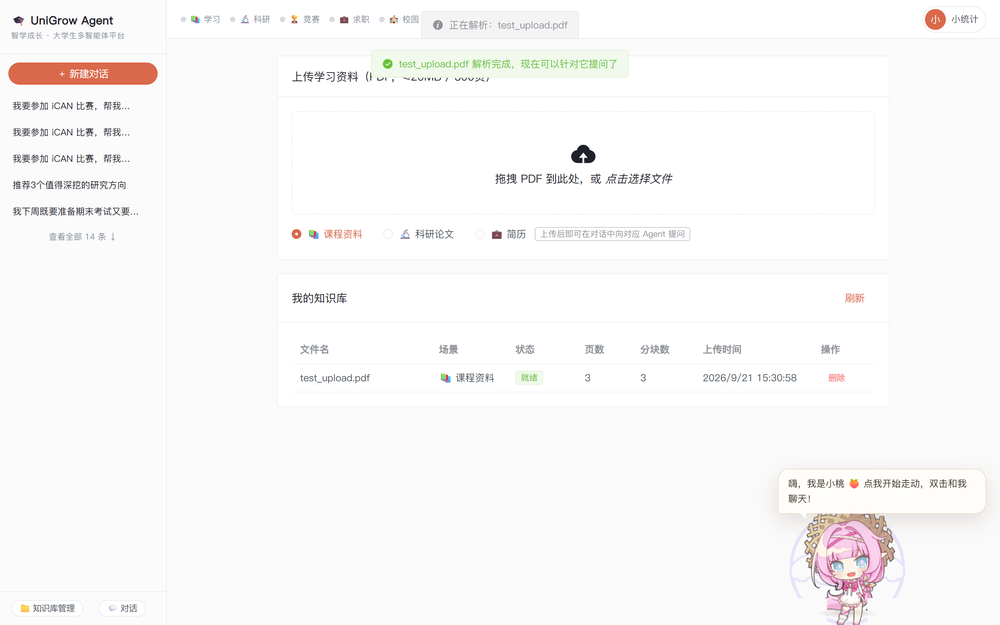 UniGrow Agent
智学成长 · 大学生多智能体平台
+ 新建对话
我要参加 iCAN 比赛，帮我...
我要参加 iCAN 比赛，帮我...
我要参加 iCAN 比赛，帮我...
推荐3个值得深挖的研究方向
我下周既要准备期末考试又要...
查看全部 14 条 ↓
知识库管理
对话
学习
科研
竞赛
求职
校园
正在解析：test_upload.pdf
小
小统计
test_upload.pdf 解析完成，现在可以针对它提问了
上传学习资料
拖拽 PDF 到此处，或 点击选择文件
课程资料
科研论文
简历
上传后即可在对话中向对应 Agent 提问
我的知识库
刷新
文件名 场景 状态 页数 分块数 上传时间 操作
test_upload.pdf 课程资料 就绪 3 3 2026/9/21 15:30:58 删除
嗨，我是小桃 🍑 点我开始走动，双击和我
聊天！